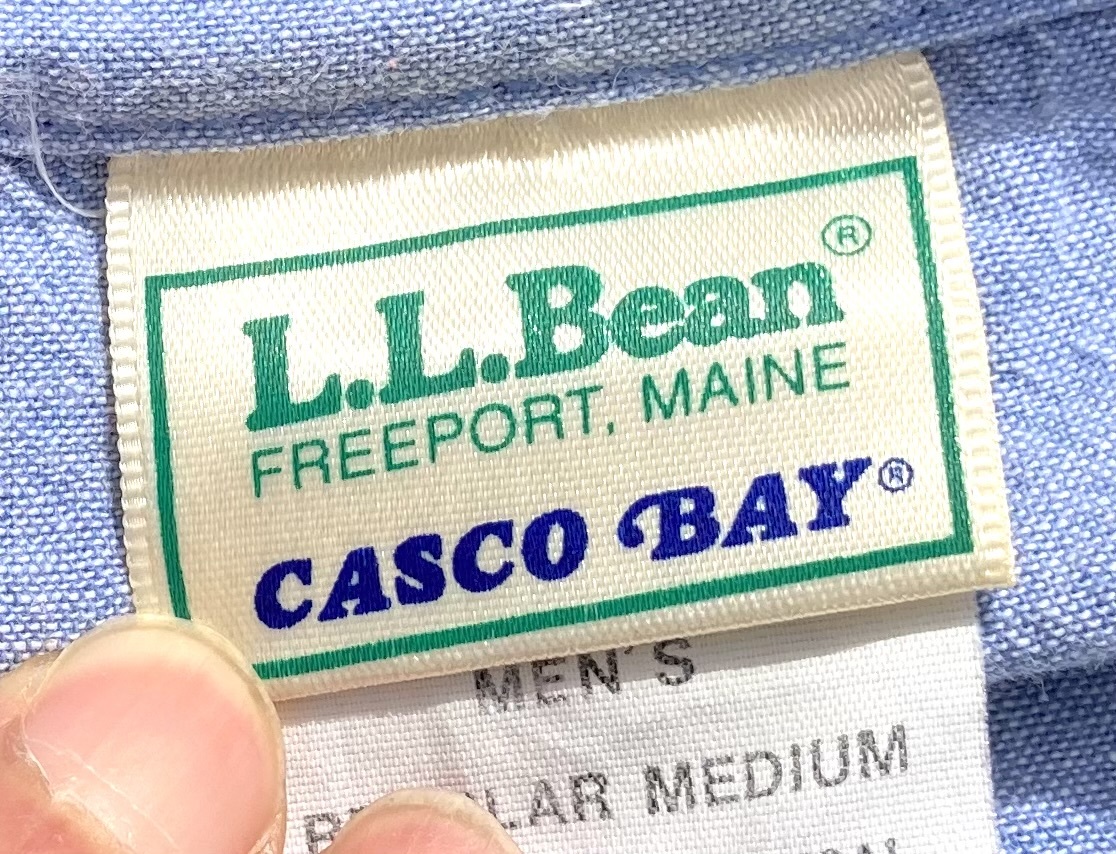 L.L.Bean®
FREEPORT, MAINE
CASCO BAY®
MEN'S
MEDIUM